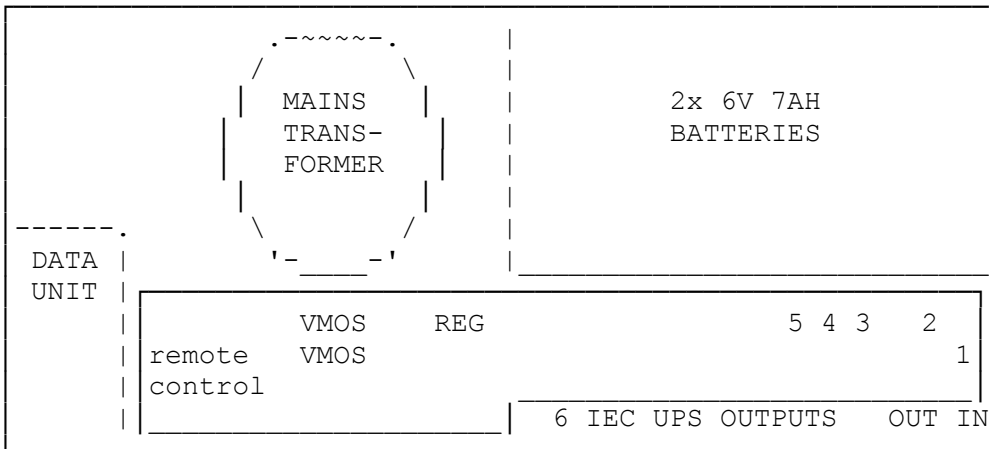 MAINS 2x 6V 7AH
TRANS- BATTERIES
FORMER
DATA
UNIT
VMOS REG 5 4 3 2
remote VMOS 1
control
6 IEC UPS OUTPUTS OUT IN